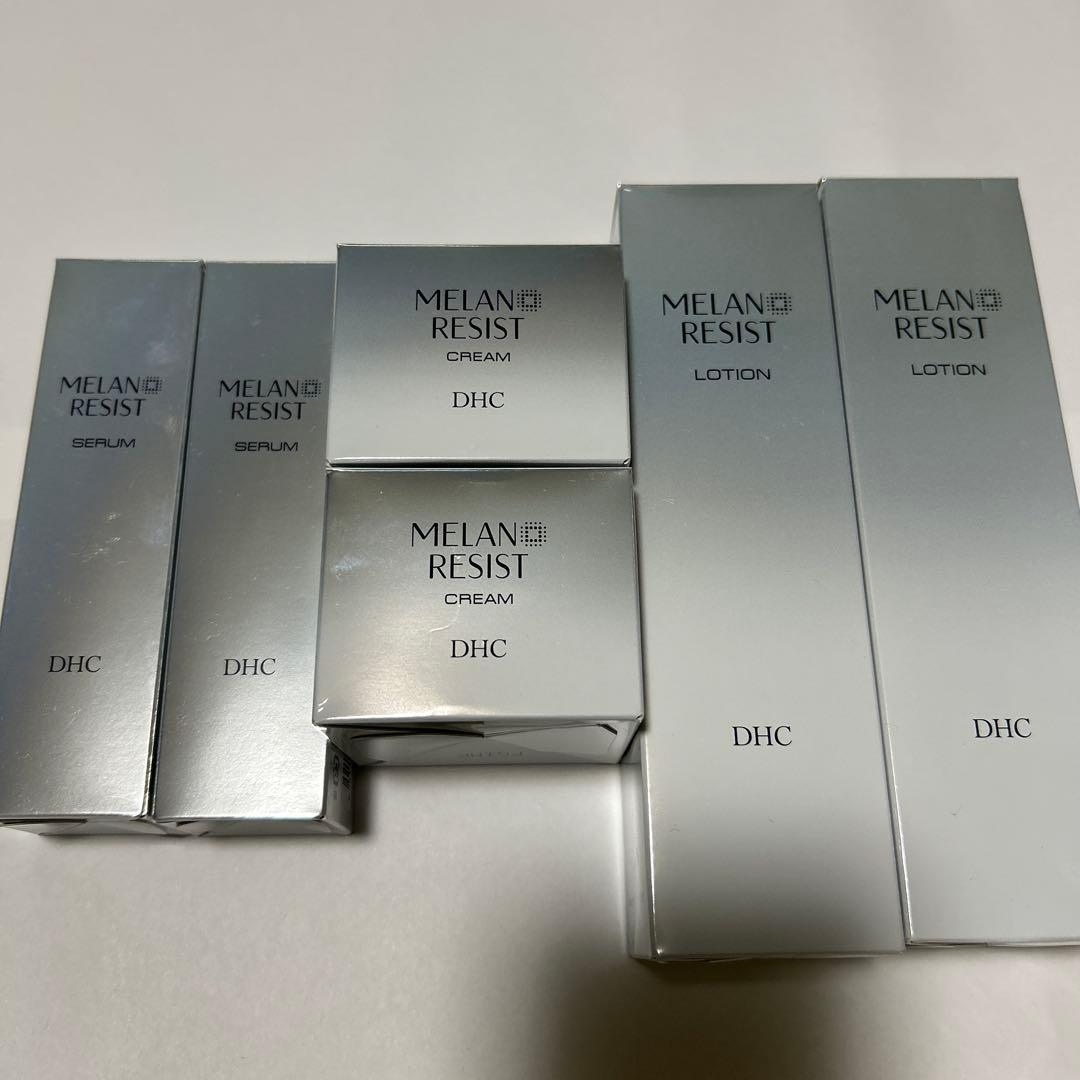 MELANO
RESIST
SERUM
DHC
MELANO
RESIST
SERUM
DHC
MELANO
RESIST
CREAM
DHC
MELANO
RESIST
CREAM
DHC
MELANO
RESIST
LOTION
DHC
MELANO
RESIST
LOTION
DHC